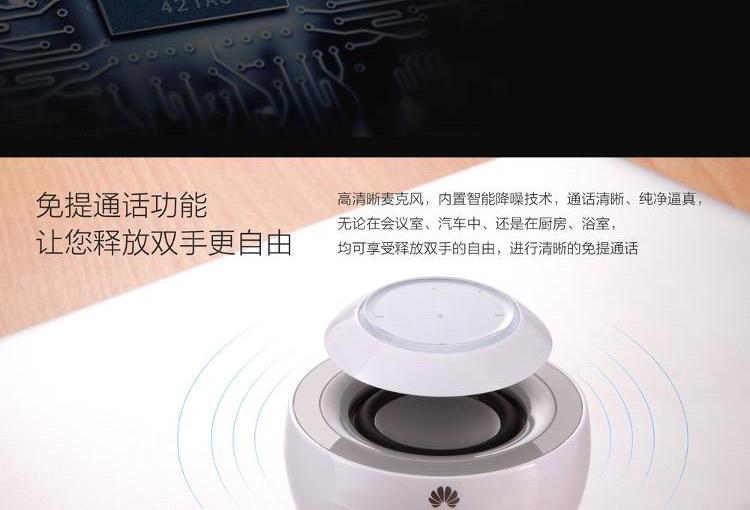 免提通话功能
让您释放双手更自由
高清晰麦克风，内置智能降噪技术，通话清晰、纯净逼真，
无论在会议室、汽车中、还是在厨房、浴室，
均可享受释放双手的自由，进行清晰的免提通话